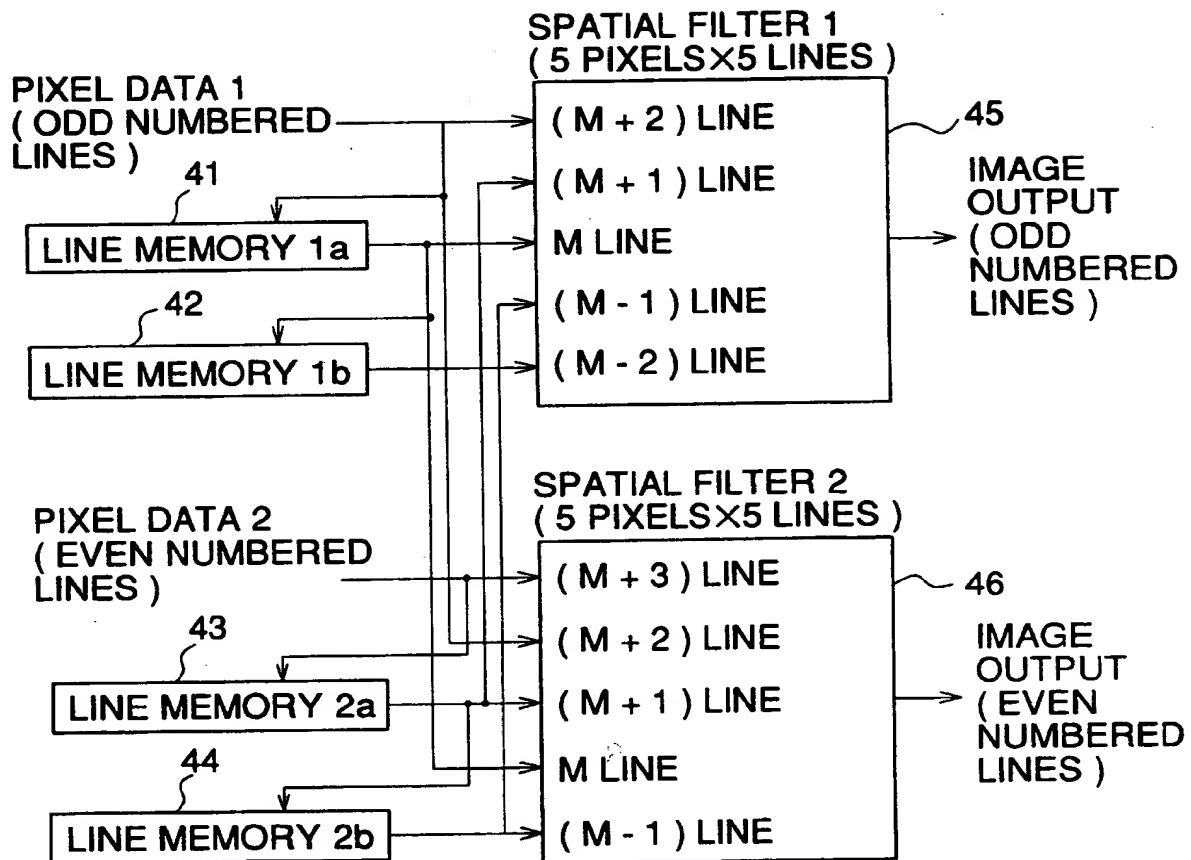 SPATIAL FILTER 1
( 5 PIXELS×5 LINES )
PIXEL DATA 1
( ODD NUMBERED
LINES )
( M + 2 ) LINE
45
( M + 1 ) LINE
41
LINE MEMORY 1a
M LINE
IMAGE
OUTPUT
( ODD
NUMBERED
LINES )
42
( M - 1 ) LINE
LINE MEMORY 1b
( M - 2 ) LINE
SPATIAL FILTER 2
( 5 PIXELS×5 LINES )
PIXEL DATA 2
( EVEN NUMBERED
LINES )
( M + 3 ) LINE
46
43
( M + 2 ) LINE
LINE MEMORY 2a
( M + 1 ) LINE
IMAGE
OUTPUT
( EVEN
NUMBERED
LINES )
44
M LINE
LINE MEMORY 2b
( M - 1 ) LINE